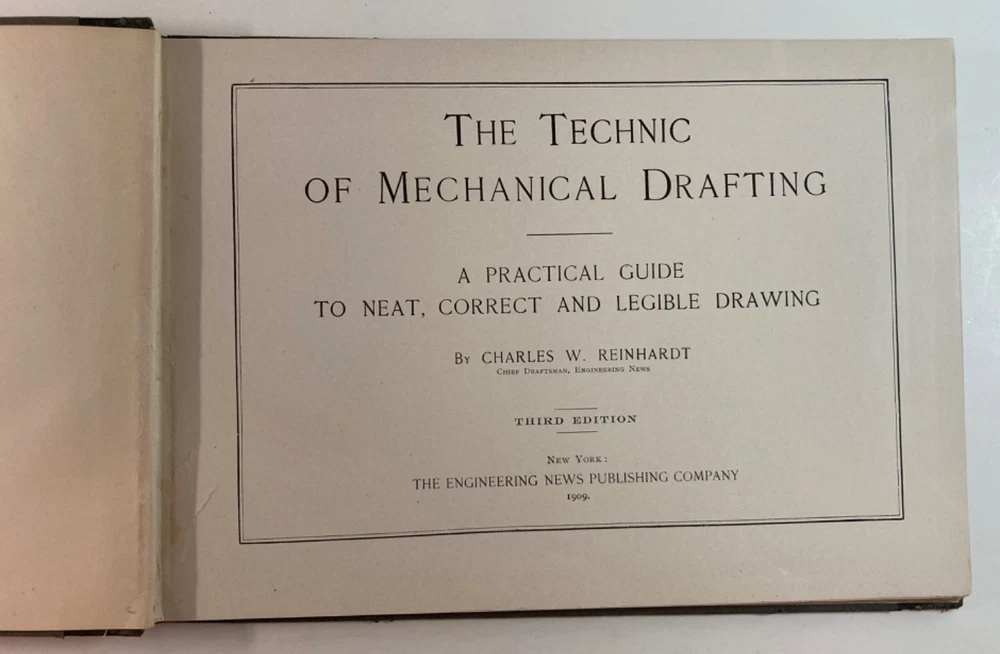 THE TECHNIC
OF MECHANICAL DRAFTING
A PRACTICAL GUIDE
TO NEAT, CORRECT AND LEGIBLE DRAWING
BY CHARLES W. REINHARDT
CHIEF DRAFTSMAN, ENGINEERING NEWS
THIRD EDITION
NEW YORK:
THE ENGINEERING NEWS PUBLISHING COMPANY
1909.